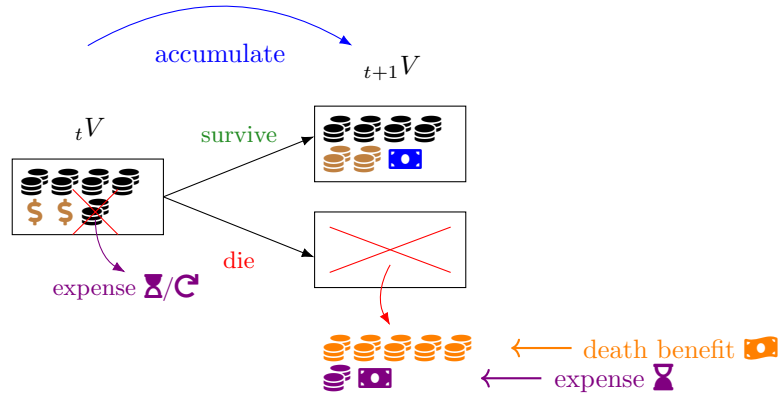 accumulate
t+1V
tV
survive
$ $
expense /
die
death benefit
expense